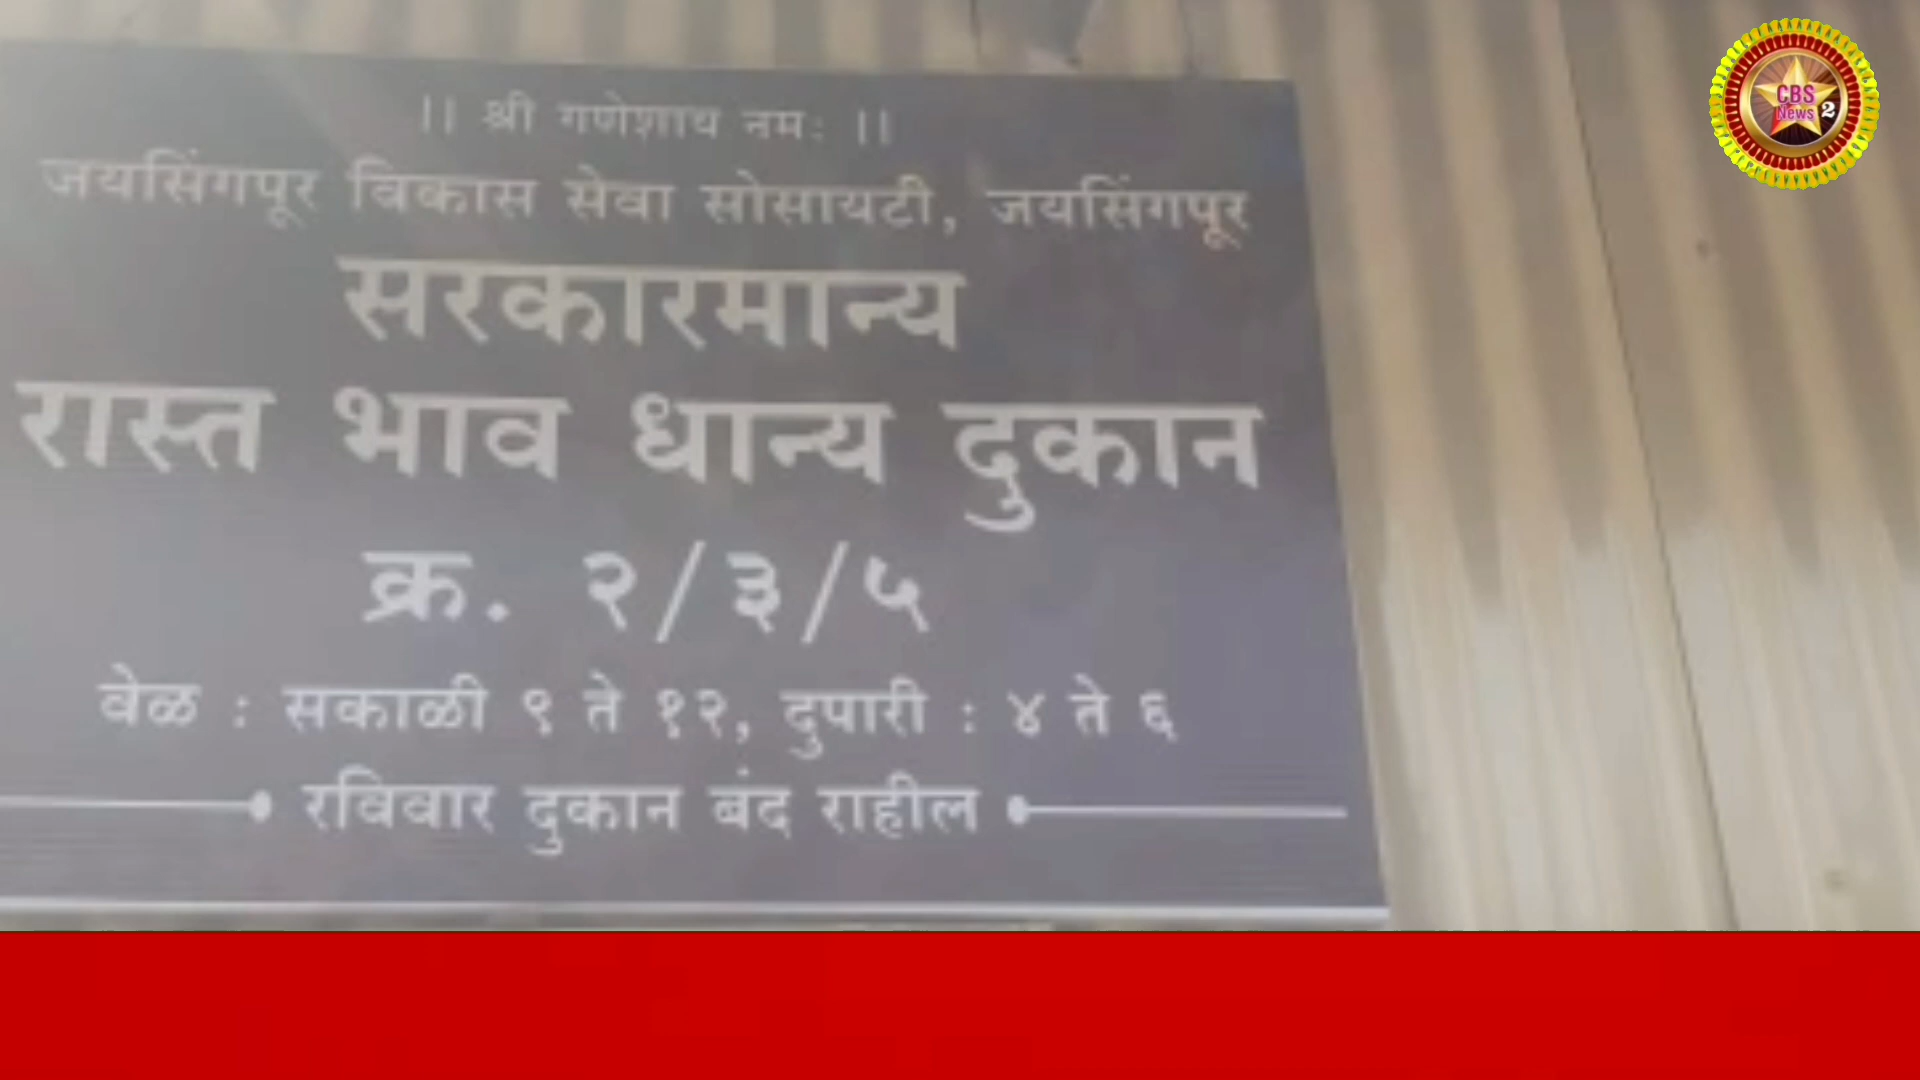 CBS
News 2
।। श्री गणेशाय नमः ।।
जयसिंगपूर विकास सेवा सोसायटी, जयसिंगपूर
सरकारमान्य
रास्त भाव धान्य दुकान
क्र. २/३/५
वेळ : सकाळी ९ ते १२, दुपारी : ४ ते ६
रविवार दुकान बंद राहील